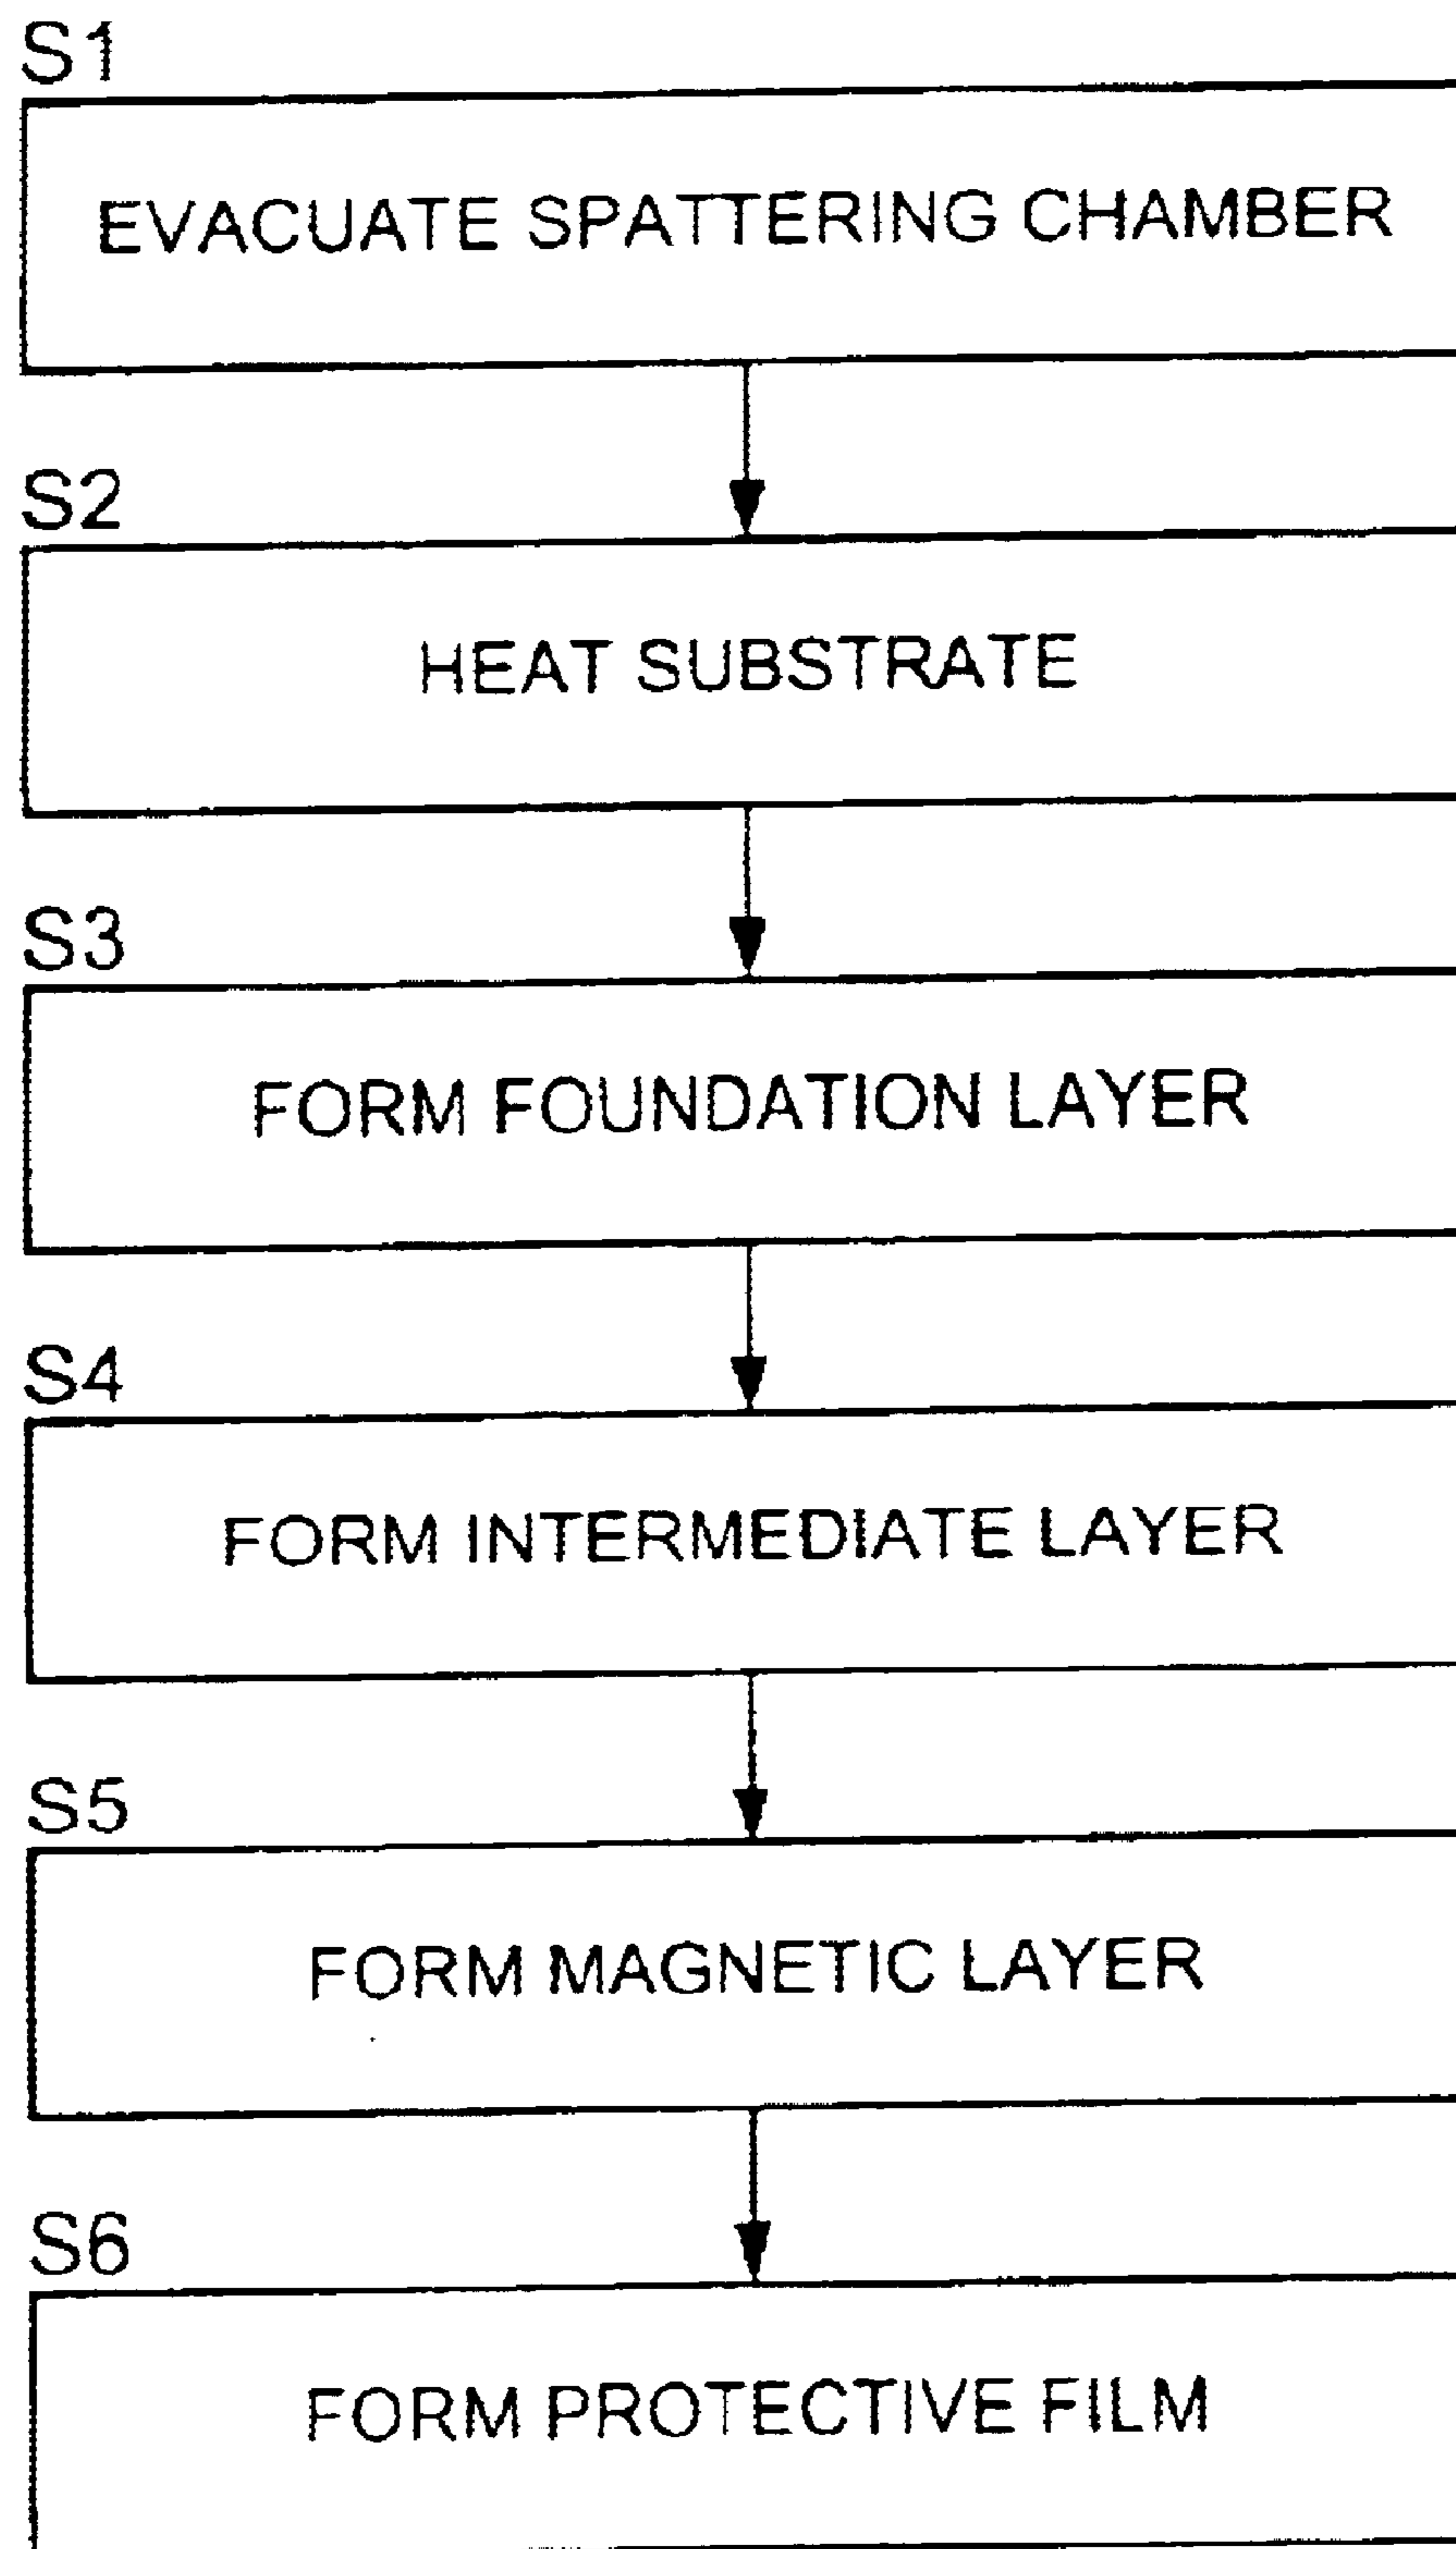 S1
EVACUATE SPATTERING CHAMBER
S2
HEAT SUBSTRATE
S3
FORM FOUNDATION LAYER
S4
FORM INTERMEDIATE LAYER
S5
FORM MAGNETIC LAYER
S6
FORM PROTECTIVE FILM